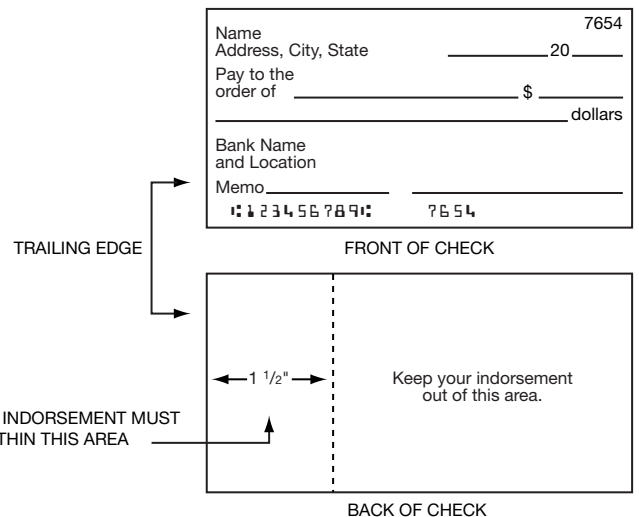 7654
Name
Address, City, State 20
Pay to the
order of $
dollars
Bank Name
and Location
Memo
⑆123456789⑆ 7654
TRAILING EDGE
FRONT OF CHECK
1 1/2"
Keep your indorsement
out of this area.
INDORSEMENT MUST
THIN THIS AREA
BACK OF CHECK